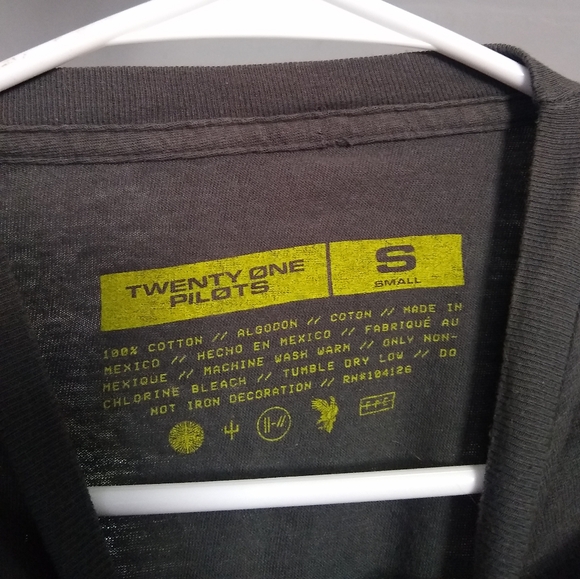 TWENTY ØNE
PILØTS
S
SMALL
100% COTTON // ALGODON // COTON // MADE IN
MEXICO // HECHO EN MEXICO // FABRIQUÉ AU
MEXIQUE // MACHINE WASH WARM // ONLY NON-
CHLORINE BLEACH // TUMBLE DRY LOW // DO
NOT IRON DECORATION // RN#104126
||-//
FPE